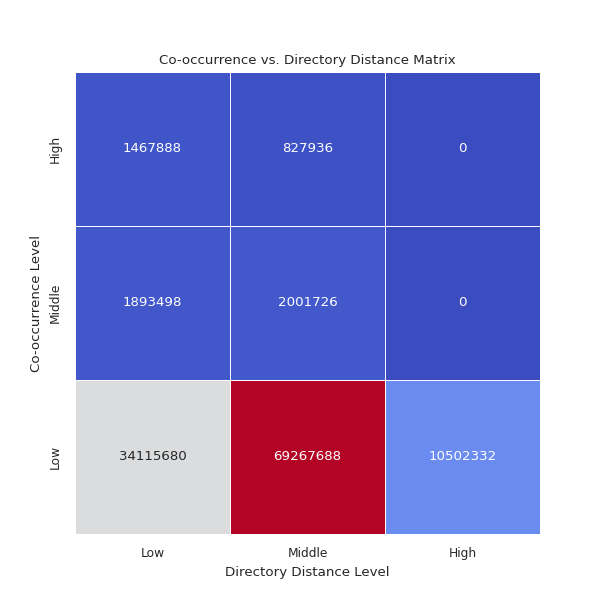 Co-occurrence vs. Directory Distance Matrix
High
1467888
827936
0
Middle
1893498
2001726
0
Low
34115680
69267688
10502332
Co-occurrence Level
Low
Middle
High
Directory Distance Level